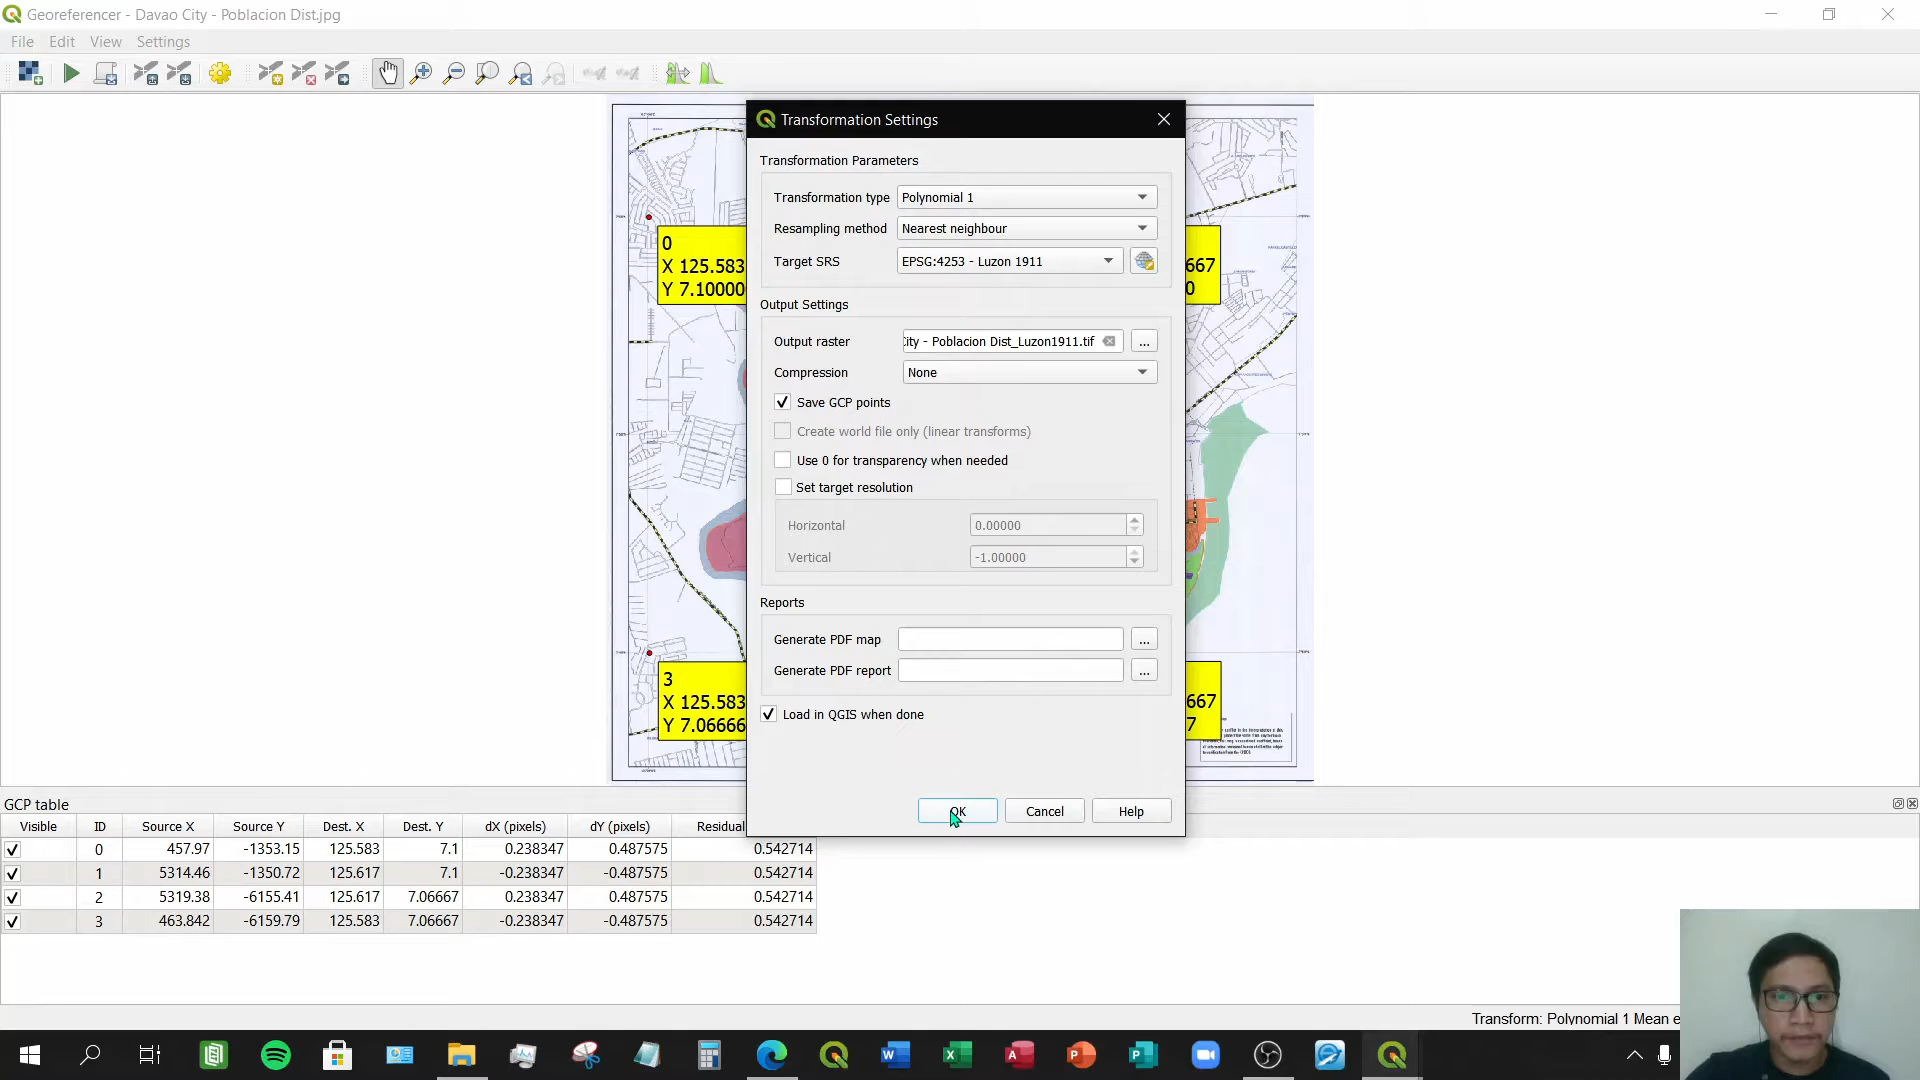 Georeferencer - Davao City - Poblacion Dist.jpg
File Edit View Settings
Transformation Settings
Transformation Parameters
Transformation type Polynomial 1
Resampling method Nearest neighbour
Target SRS EPSG:4253 - Luzon 1911
Output Settings
Output raster City - Poblacion Dist_Luzon1911.tif ...
Compression None
Save GCP points
Create world file only (linear transforms)
Use 0 for transparency when needed
Set target resolution
Horizontal 0.00000
Vertical -1.00000
Reports
Generate PDF map ...
Generate PDF report ...
Load in QGIS when done
OK Cancel Help
0
X 125.583
Y 7.10000
667
0
3
X 125.583
Y 7.06666
667
7
GCP table
Visible ID Source X Source Y Dest. X Dest. Y dX (pixels) dY (pixels) Residual
0 457.97 -1353.15 125.583 7.1 0.238347 0.487575 0.542714
1 5314.46 -1350.72 125.617 7.1 -0.238347 -0.487575 0.542714
2 5319.38 -6155.41 125.617 7.06667 0.238347 0.487575 0.542714
3 463.842 -6159.79 125.583 7.06667 -0.238347 -0.487575 0.542714
Transform: Polynomial 1 Mean e